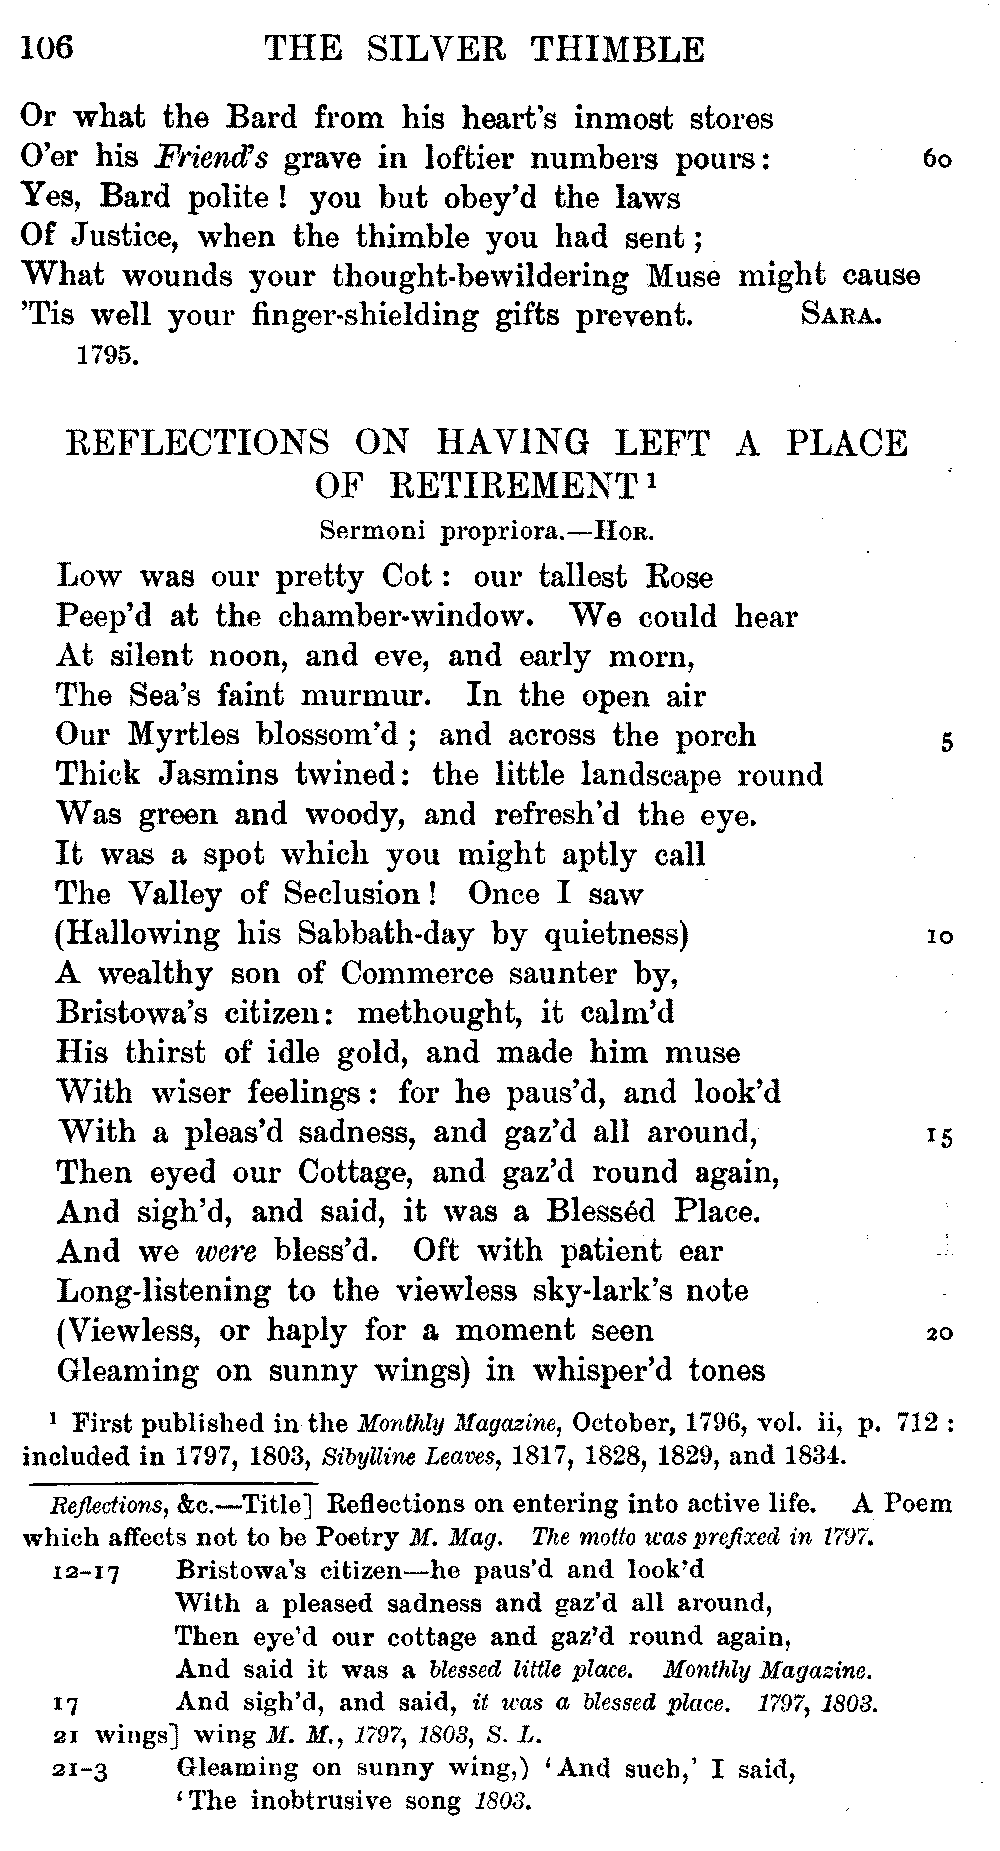 106 THE SILVER THIMBLE
Or what the Bard from his heart's inmost stores
O'er his Friend's grave in loftier numbers pours: 60
Yes, Bard polite! you but obey'd the laws
Of Justice, when the thimble you had sent;
What wounds your thought-bewildering Muse might cause
'Tis well your finger-shielding gifts prevent. SARA.
1795.
REFLECTIONS ON HAVING LEFT A PLACE
OF RETIREMENT¹
Sermoni propriora.—HOR.
Low was our pretty Cot: our tallest Rose
Peep'd at the chamber-window. We could hear
At silent noon, and eve, and early morn,
The Sea's faint murmur. In the open air
Our Myrtles blossom'd; and across the porch 5
Thick Jasmins twined: the little landscape round
Was green and woody, and refresh'd the eye.
It was a spot which you might aptly call
The Valley of Seclusion! Once I saw
(Hallowing his Sabbath-day by quietness) 10
A wealthy son of Commerce saunter by,
Bristowa's citizen: methought, it calm'd
His thirst of idle gold, and made him muse
With wiser feelings: for he paus'd, and look'd
With a pleas'd sadness, and gaz'd all around, 15
Then eyed our Cottage, and gaz'd round again,
And sigh'd, and said, it was a Blesséd Place.
And we were bless'd. Oft with patient ear
Long-listening to the viewless sky-lark's note
(Viewless, or haply for a moment seen 20
Gleaming on sunny wings) in whisper'd tones
¹ First published in the Monthly Magazine, October, 1796, vol. ii, p. 712:
included in 1797, 1803, Sibylline Leaves, 1817, 1828, 1829, and 1834.
Reflections, &c.—Title] Reflections on entering into active life. A Poem
which affects not to be Poetry M. Mag. The motto was prefixed in 1797.
12-17 Bristowa's citizen—he paus'd and look'd
With a pleased sadness and gaz'd all around,
Then eye'd our cottage and gaz'd round again,
And said it was a blessed little place. Monthly Magazine.
17 And sigh'd, and said, it was a blessed place. 1797, 1803.
21 wings] wing M. M., 1797, 1803, S. L.
21-3 Gleaming on sunny wing,) 'And such,' I said,
'The inobtrusive song 1803.